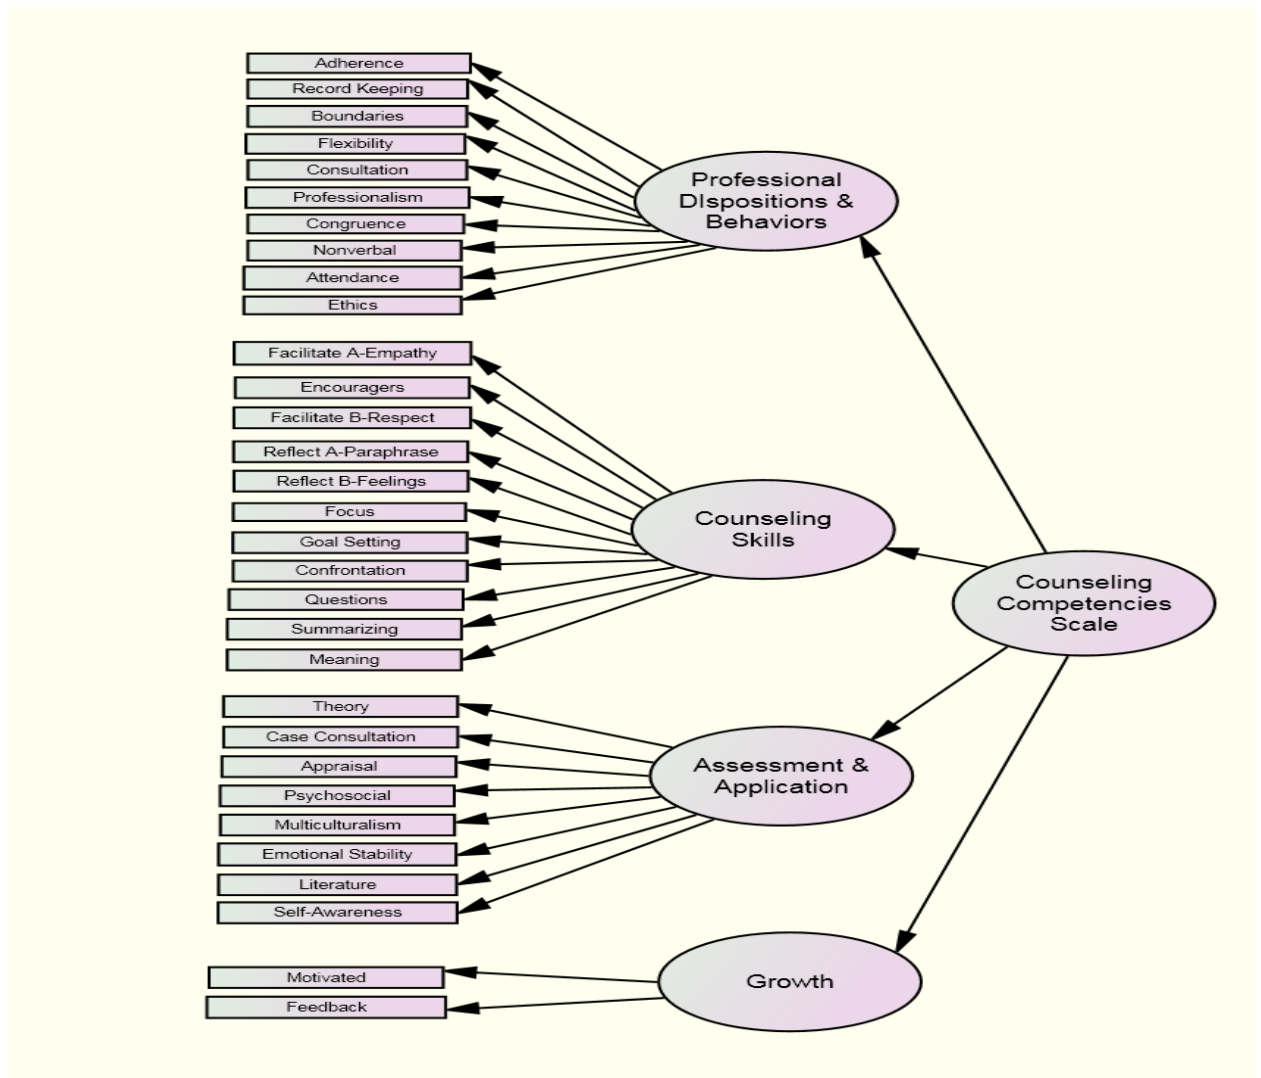 Adherence
Record Keeping
Boundaries
Flexibility
Consultation
Professionalism
Congruence
Nonverbal
Attendance
Ethics
Professional
DIspositions &
Behaviors
Facilitate A-Empathy
Encouragers
Facilitate B-Respect
Reflect A-Paraphrase
Reflect B-Feelings
Focus
Goal Setting
Confrontation
Questions
Summarizing
Meaning
Counseling
Skills
Counseling
Competencies
Scale
Theory
Case Consultation
Appraisal
Psychosocial
Multiculturalism
Emotional Stability
Literature
Self-Awareness
Assessment &
Application
Motivated
Feedback
Growth